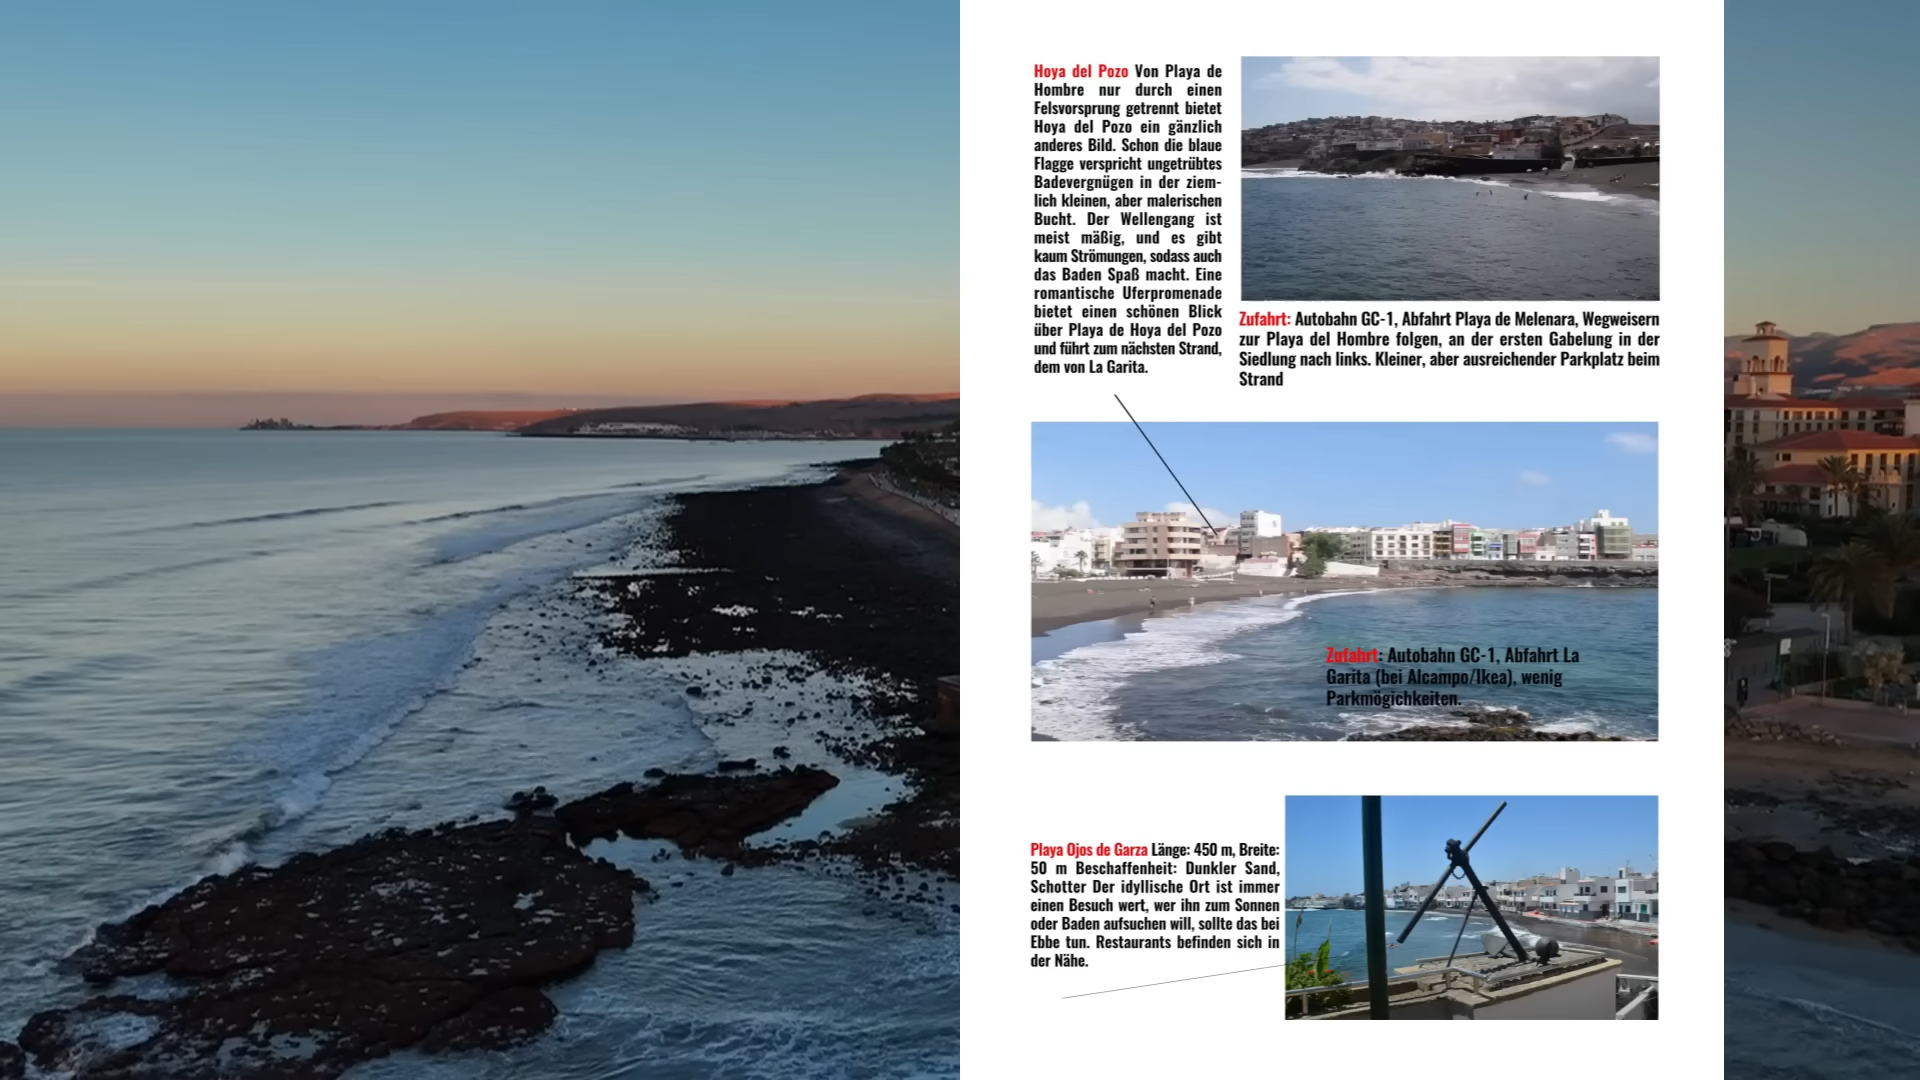 Hoya del Pozo Von Playa de
Hombre nur durch einen
Felsvorsprung getrennt bietet
Hoya del Pozo ein gänzlich
anderes Bild. Schon die blaue
Flagge verspricht ungetrübtes
Badevergnügen in der ziem-
lich kleinen, aber malerischen
Bucht. Der Wellengang ist
meist mäßig, und es gibt
kaum Strömungen, sodass auch
das Baden Spaß macht. Eine
romantische Uferpromenade
bietet einen schönen Blick
über Playa de Hoya del Pozo
und führt zum nächsten Strand,
dem von La Garita.
Zufahrt: Autobahn GC-1, Abfahrt Playa de Melenara, Wegweisern
zur Playa del Hombre folgen, an der ersten Gabelung in der
Siedlung nach links. Kleiner, aber ausreichender Parkplatz beim
Strand
Zufahrt: Autobahn GC-1, Abfahrt La
Garita (bei Alcampo/Ikea), wenig
Parkmögichkeiten.
Playa Ojos de Garza Länge: 450 m, Breite:
50 m Beschaffenheit: Dunkler Sand,
Schotter Der idyllische Ort ist immer
einen Besuch wert, wer ihn zum Sonnen
oder Baden aufsuchen will, sollte das bei
Ebbe tun. Restaurants befinden sich in
der Nähe.